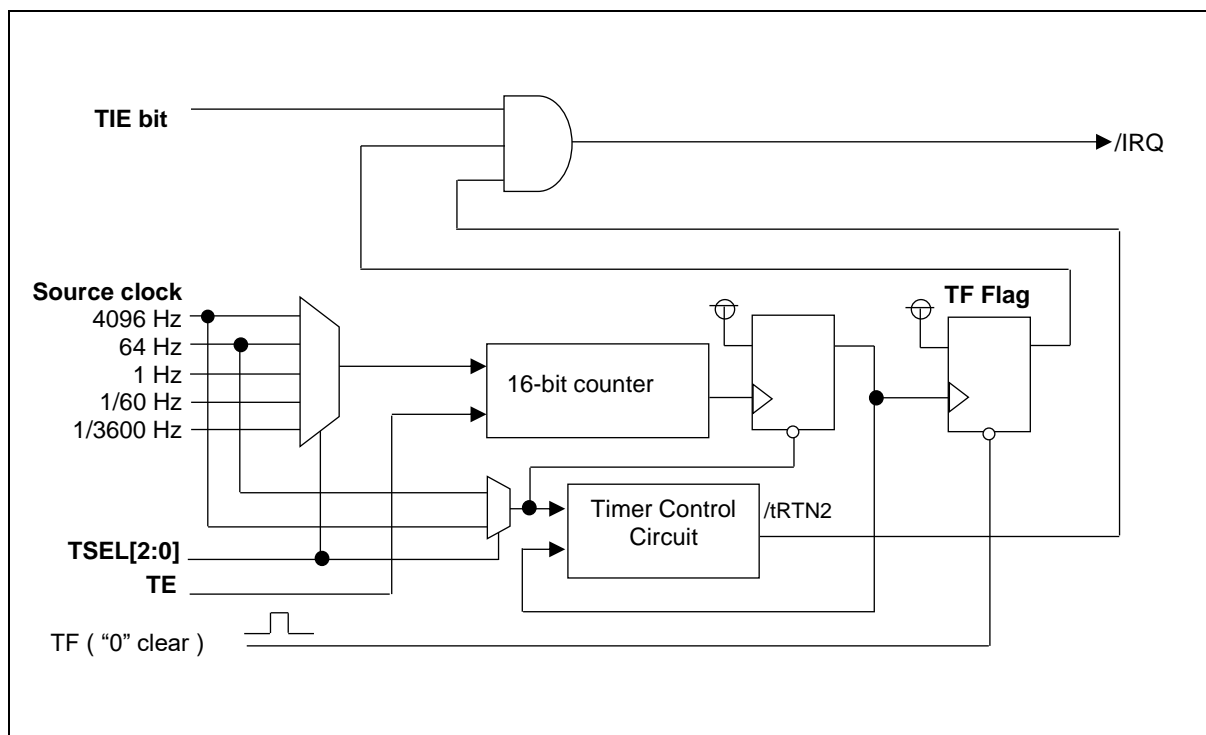 TIE bit
/IRQ
Source clock
4096 Hz
64 Hz
1 Hz
1/60 Hz
1/3600 Hz
16-bit counter
TF Flag
Timer Control
Circuit
/tRTN2
TSEL[2:0]
TE
TF ( “0” clear )